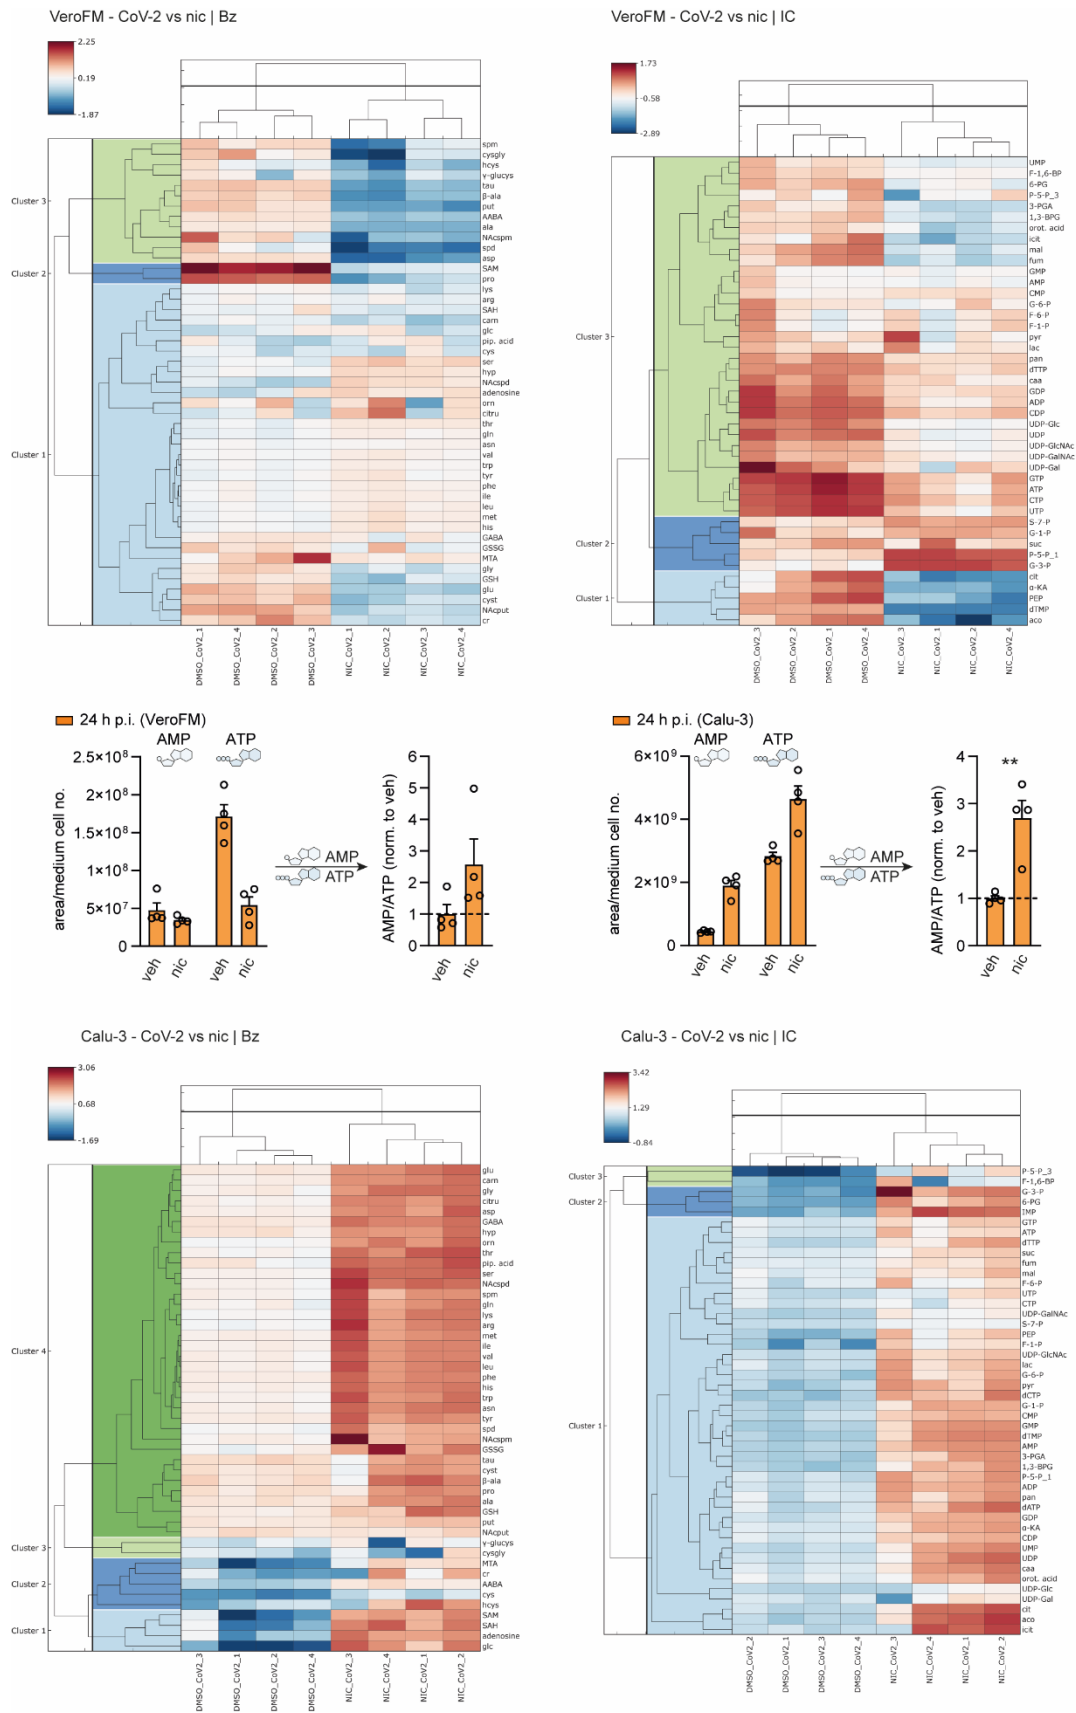 VeroFM - CoV-2 vs nic | Bz
2.25
0.19
-1.87
Cluster 3
Cluster 2
Cluster 1
spm
cysgly
hcys
γ-glucys
tau
β-ala
put
AABA
ala
NAcspm
spd
asp
SAM
pro
lys
arg
SAH
carn
glc
pip. acid
cys
ser
hyp
NAcspd
adenosine
orn
citru
thr
gln
asn
val
trp
tyr
phe
ile
leu
met
his
GABA
GSSG
MTA
gly
GSH
glu
cyst
NAcput
cr
DMSO_CoV2_1
DMSO_CoV2_4
DMSO_CoV2_2
DMSO_CoV2_3
NIC_CoV2_1
NIC_CoV2_2
NIC_CoV2_3
NIC_CoV2_4
VeroFM - CoV-2 vs nic | IC
1.73
-0.58
-2.89
Cluster 3
Cluster 2
Cluster 1
UMP
F-1,6-BP
6-PG
P-5-P_3
3-PGA
1,3-BPG
orot. acid
icit
mal
fum
GMP
AMP
CMP
G-6-P
F-6-P
F-1-P
pyr
lac
pan
dTTP
caa
GDP
ADP
CDP
UDP-Glc
UDP
UDP-GlcNAc
UDP-GalNAc
UDP-Gal
GTP
ATP
CTP
UTP
S-7-P
G-1-P
suc
P-5-P_1
G-3-P
cit
α-KA
PEP
dTMP
aco
DMSO_CoV2_3
DMSO_CoV2_2
DMSO_CoV2_1
DMSO_CoV2_4
NIC_CoV2_3
NIC_CoV2_1
NIC_CoV2_2
NIC_CoV2_4
24 h p.i. (VeroFM)
AMP
ATP
area/medium cell no.
2.5×10⁸
2×10⁸
1.5×10⁸
1×10⁸
5×10⁷
0
veh
nic
veh
nic
AMP
ATP
AMP/ATP (norm. to veh)
6
5
4
3
2
1
0
veh
nic
24 h p.i. (Calu-3)
AMP
ATP
area/medium cell no.
6×10⁹
4×10⁹
2×10⁹
0
veh
nic
veh
nic
AMP
ATP
AMP/ATP (norm. to veh)
4
3
2
1
0
**
veh
nic
Calu-3 - CoV-2 vs nic | Bz
3.06
0.68
-1.69
Cluster 4
Cluster 3
Cluster 2
Cluster 1
glu
carn
gly
citru
asp
GABA
hyp
orn
thr
pip. acid
ser
NAcspd
spm
gln
lys
arg
met
ile
val
leu
phe
his
trp
asn
tyr
spd
NAcspm
GSSG
tau
cyst
β-ala
pro
ala
GSH
put
NAcput
γ-glucys
cysgly
MTA
cr
AABA
cys
hcys
SAM
SAH
adenosine
glc
DMSO_CoV2_3
DMSO_CoV2_1
DMSO_CoV2_2
DMSO_CoV2_4
NIC_CoV2_3
NIC_CoV2_4
NIC_CoV2_1
NIC_CoV2_2
Calu-3 - CoV-2 vs nic | IC
3.42
1.29
-0.84
Cluster 3
Cluster 2
Cluster 1
P-5-P_3
F-1,6-BP
G-3-P
6-PG
IMP
GTP
ATP
dTTP
suc
fum
mal
F-6-P
UTP
CTP
UDP-GalNAc
S-7-P
PEP
F-1-P
UDP-GlcNAc
lac
G-6-P
pyr
dCTP
G-1-P
CMP
GMP
dTMP
AMP
3-PGA
1,3-BPG
P-5-P_1
ADP
pan
dATP
GDP
α-KA
CDP
UMP
UDP
caa
orot. acid
UDP-Glc
UDP-Gal
cit
aco
icit
DMSO_CoV2_2
DMSO_CoV2_1
DMSO_CoV2_3
DMSO_CoV2_4
NIC_CoV2_3
NIC_CoV2_4
NIC_CoV2_1
NIC_CoV2_2